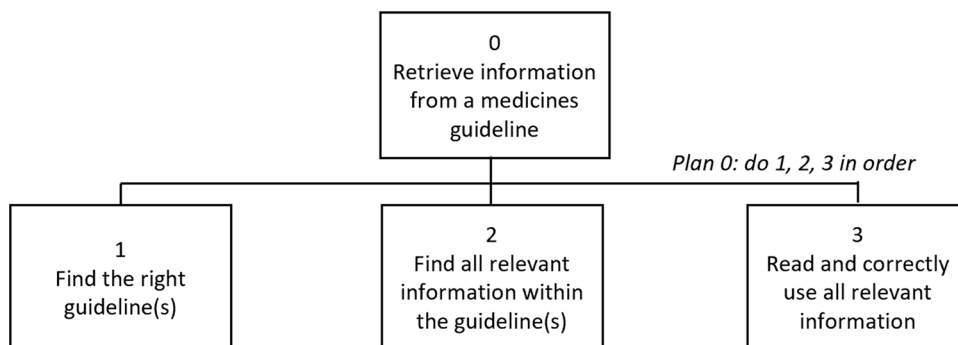 0
Retrieve information
from a medicines
guideline
Plan 0: do 1, 2, 3 in order
1
Find the right
guideline(s)
2
Find all relevant
information within
the guideline(s)
3
Read and correctly
use all relevant
information